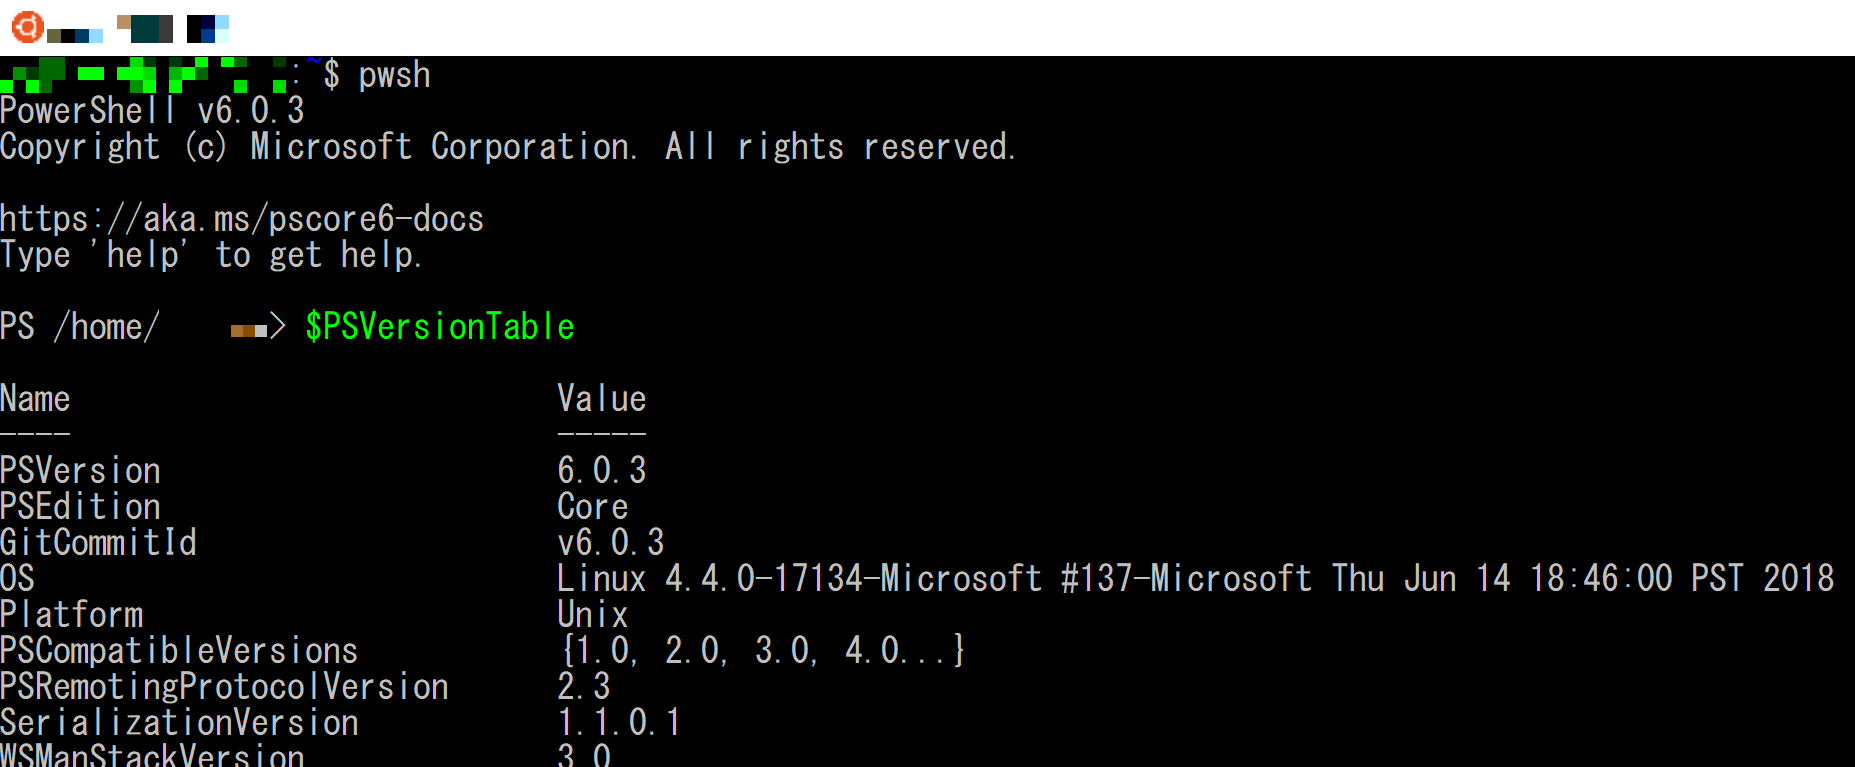 :~$ pwsh
PowerShell v6.0.3
Copyright (c) Microsoft Corporation. All rights reserved.
https://aka.ms/pscore6-docs
Type 'help' to get help.
PS /home/ > $PSVersionTable
Name Value
---- -----
PSVersion 6.0.3
PSEdition Core
GitCommitId v6.0.3
OS Linux 4.4.0-17134-Microsoft #137-Microsoft Thu Jun 14 18:46:00 PST 2018
Platform Unix
PSCompatibleVersions {1.0, 2.0, 3.0, 4.0...}
PSRemotingProtocolVersion 2.3
SerializationVersion 1.1.0.1
WSManStackVersion 3.0